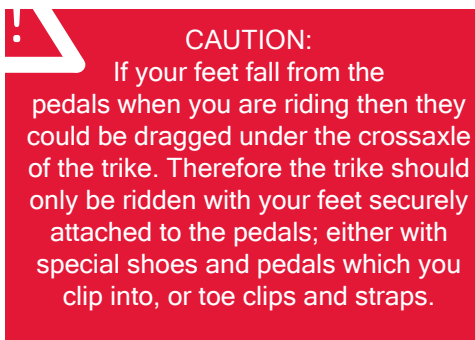 !
CAUTION:
If your feet fall from the
pedals when you are riding then they
could be dragged under the crossaxle
of the trike. Therefore the trike should
only be ridden with your feet securely
attached to the pedals; either with
special shoes and pedals which you
clip into, or toe clips and straps.